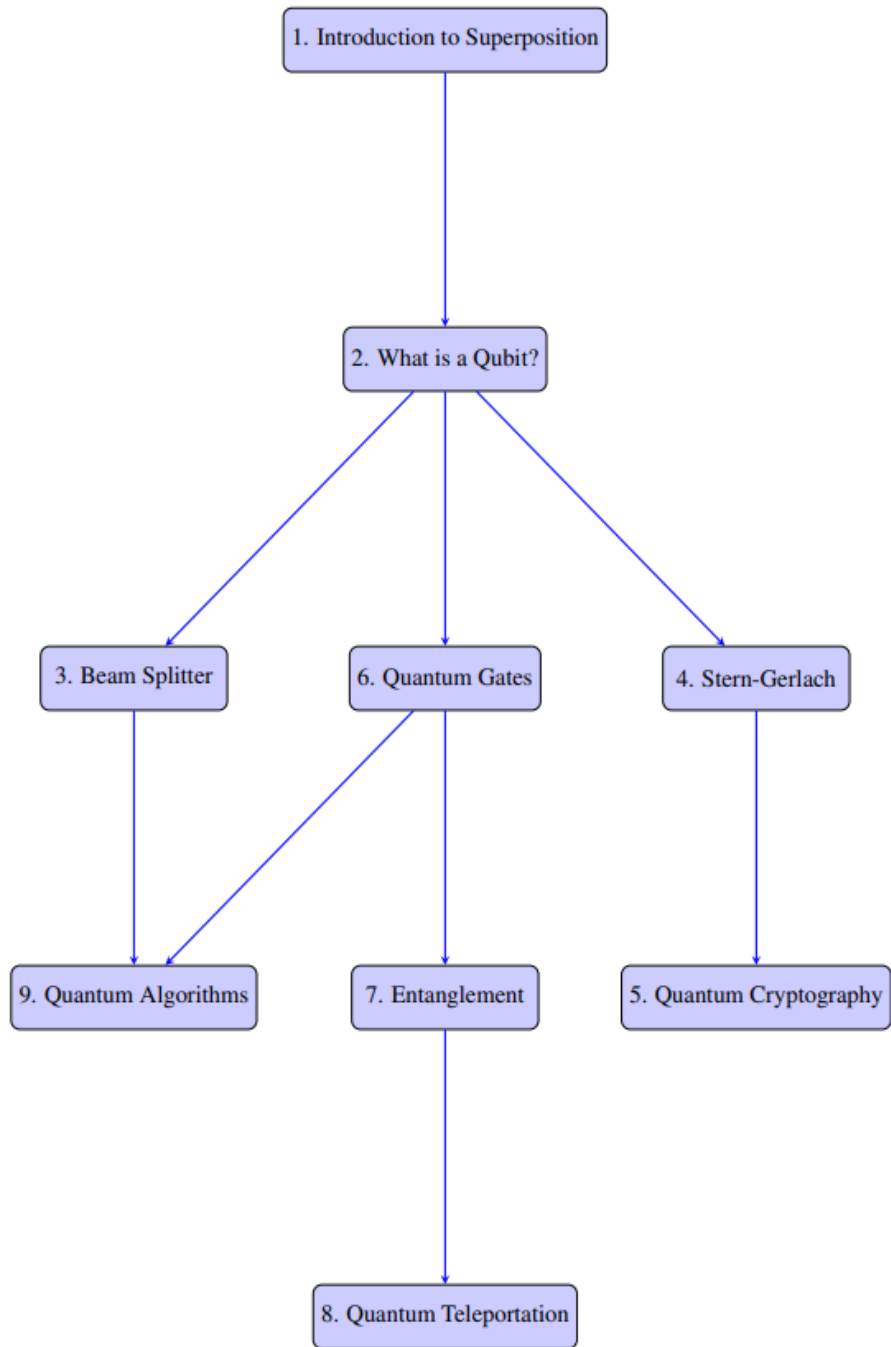 1. Introduction to Superposition
2. What is a Qubit?
3. Beam Splitter
6. Quantum Gates
4. Stern-Gerlach
9. Quantum Algorithms
7. Entanglement
5. Quantum Cryptography
8. Quantum Teleportation